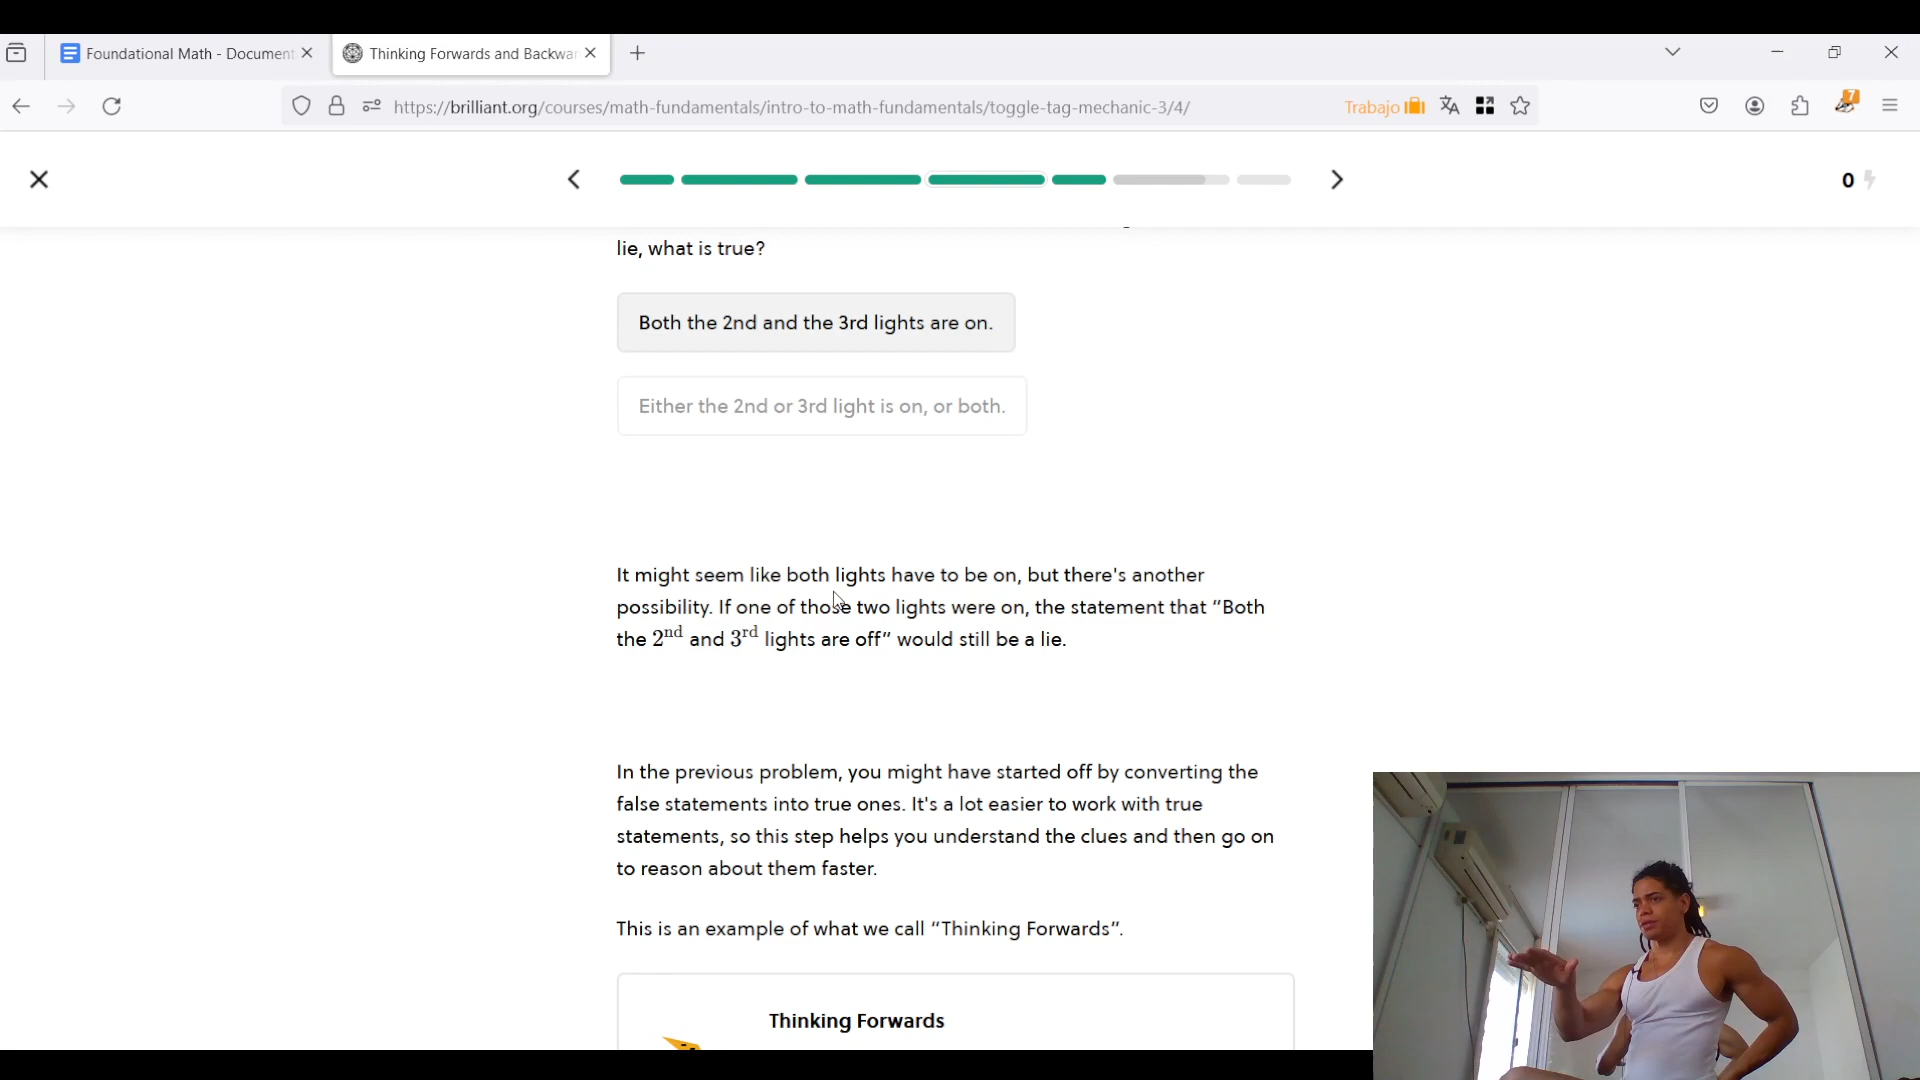 Foundational Math - Document
Thinking Forwards and Backwar
https://brilliant.org/courses/math-fundamentals/intro-to-math-fundamentals/toggle-tag-mechanic-3/4/
Trabajo
7
0
lie, what is true?
Both the 2nd and the 3rd lights are on.
Either the 2nd or 3rd light is on, or both.
It might seem like both lights have to be on, but there's another
possibility. If one of those two lights were on, the statement that “Both
the 2nd and 3rd lights are off” would still be a lie.
In the previous problem, you might have started off by converting the
false statements into true ones. It's a lot easier to work with true
statements, so this step helps you understand the clues and then go on
to reason about them faster.
This is an example of what we call “Thinking Forwards”.
Thinking Forwards